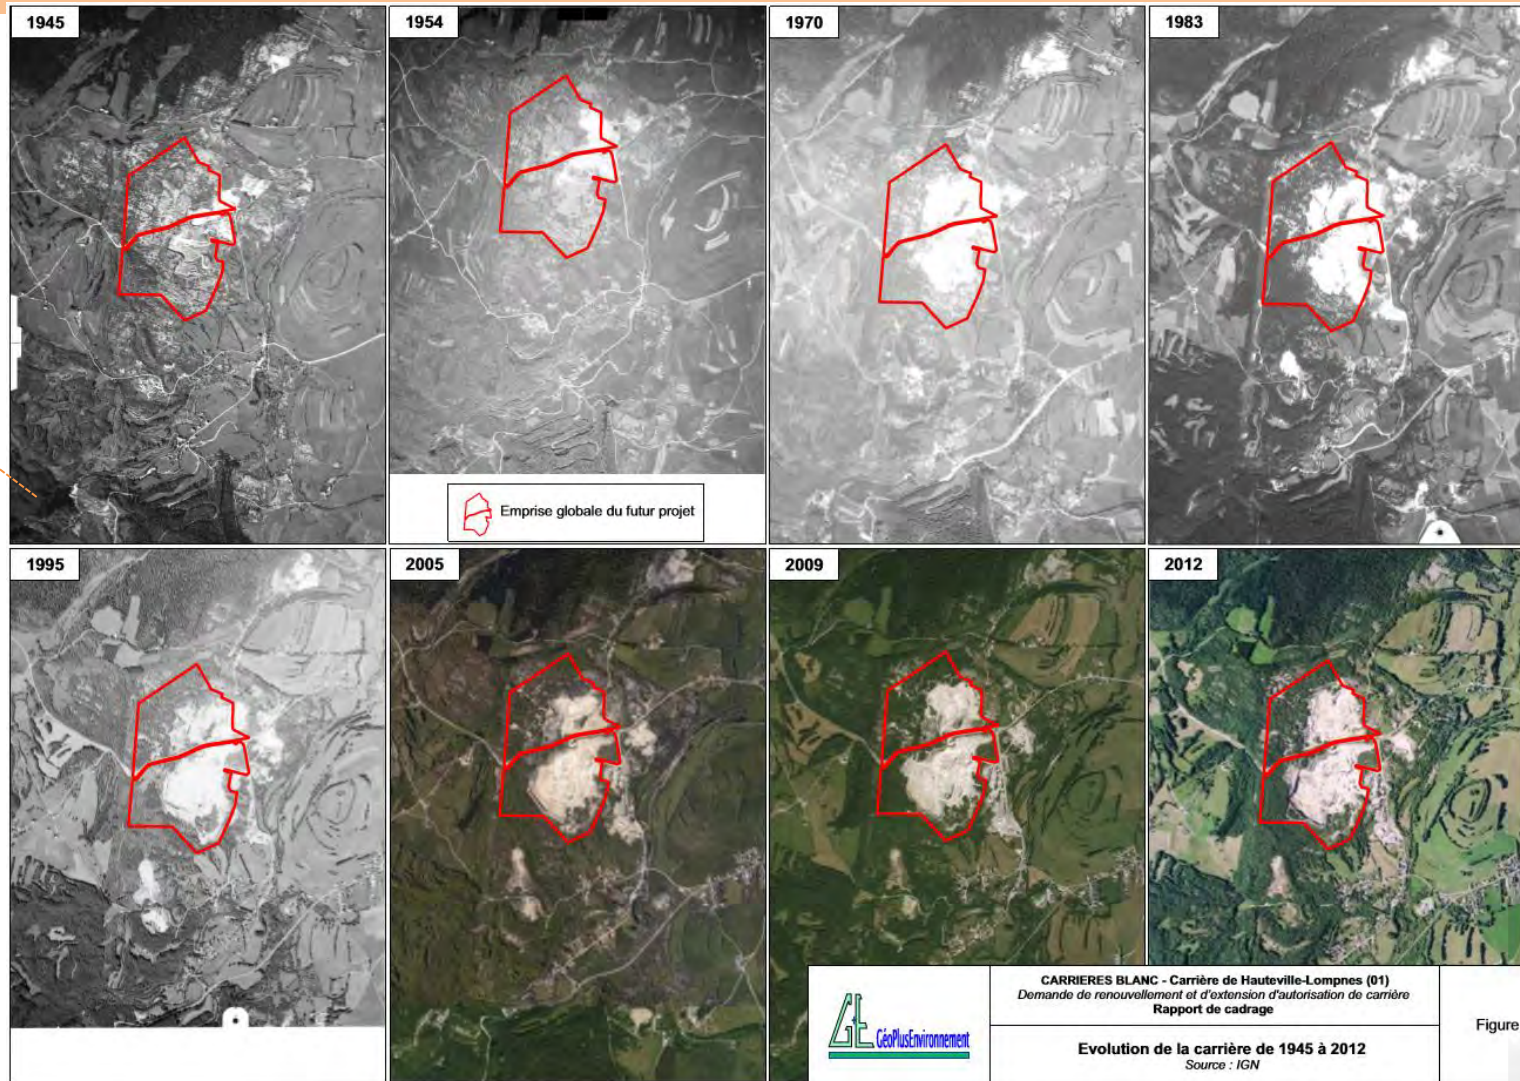 1945
1954
1970
1983
Emprise globale du futur projet
1995
2005
2009
2012
GE
GéoPlusEnvironnement
CARRIERES BLANC - Carrière de Hauteville-Lompnes (01)
Demande de renouvellement et d'extension d'autorisation de carrière
Rapport de cadrage
Evolution de la carrière de 1945 à 2012
Source : IGN
Figure